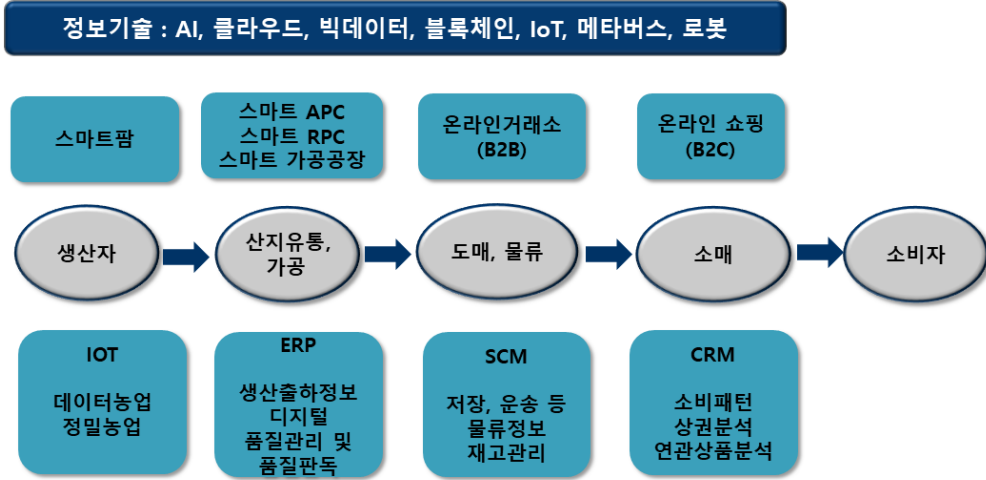 정보기술 : AI, 클라우드, 빅데이터, 블록체인, IoT, 메타버스, 로봇
스마트팜
스마트 APC
스마트 RPC
스마트 가공공장
온라인거래소
(B2B)
온라인 쇼핑
(B2C)
생산자
산지유통,
가공
도매, 물류
소매
소비자
IOT
데이터농업
정밀농업
ERP
생산출하정보
디지털
품질관리 및
품질판독
SCM
저장, 운송 등
물류정보
재고관리
CRM
소비패턴
상권분석
연관상품분석